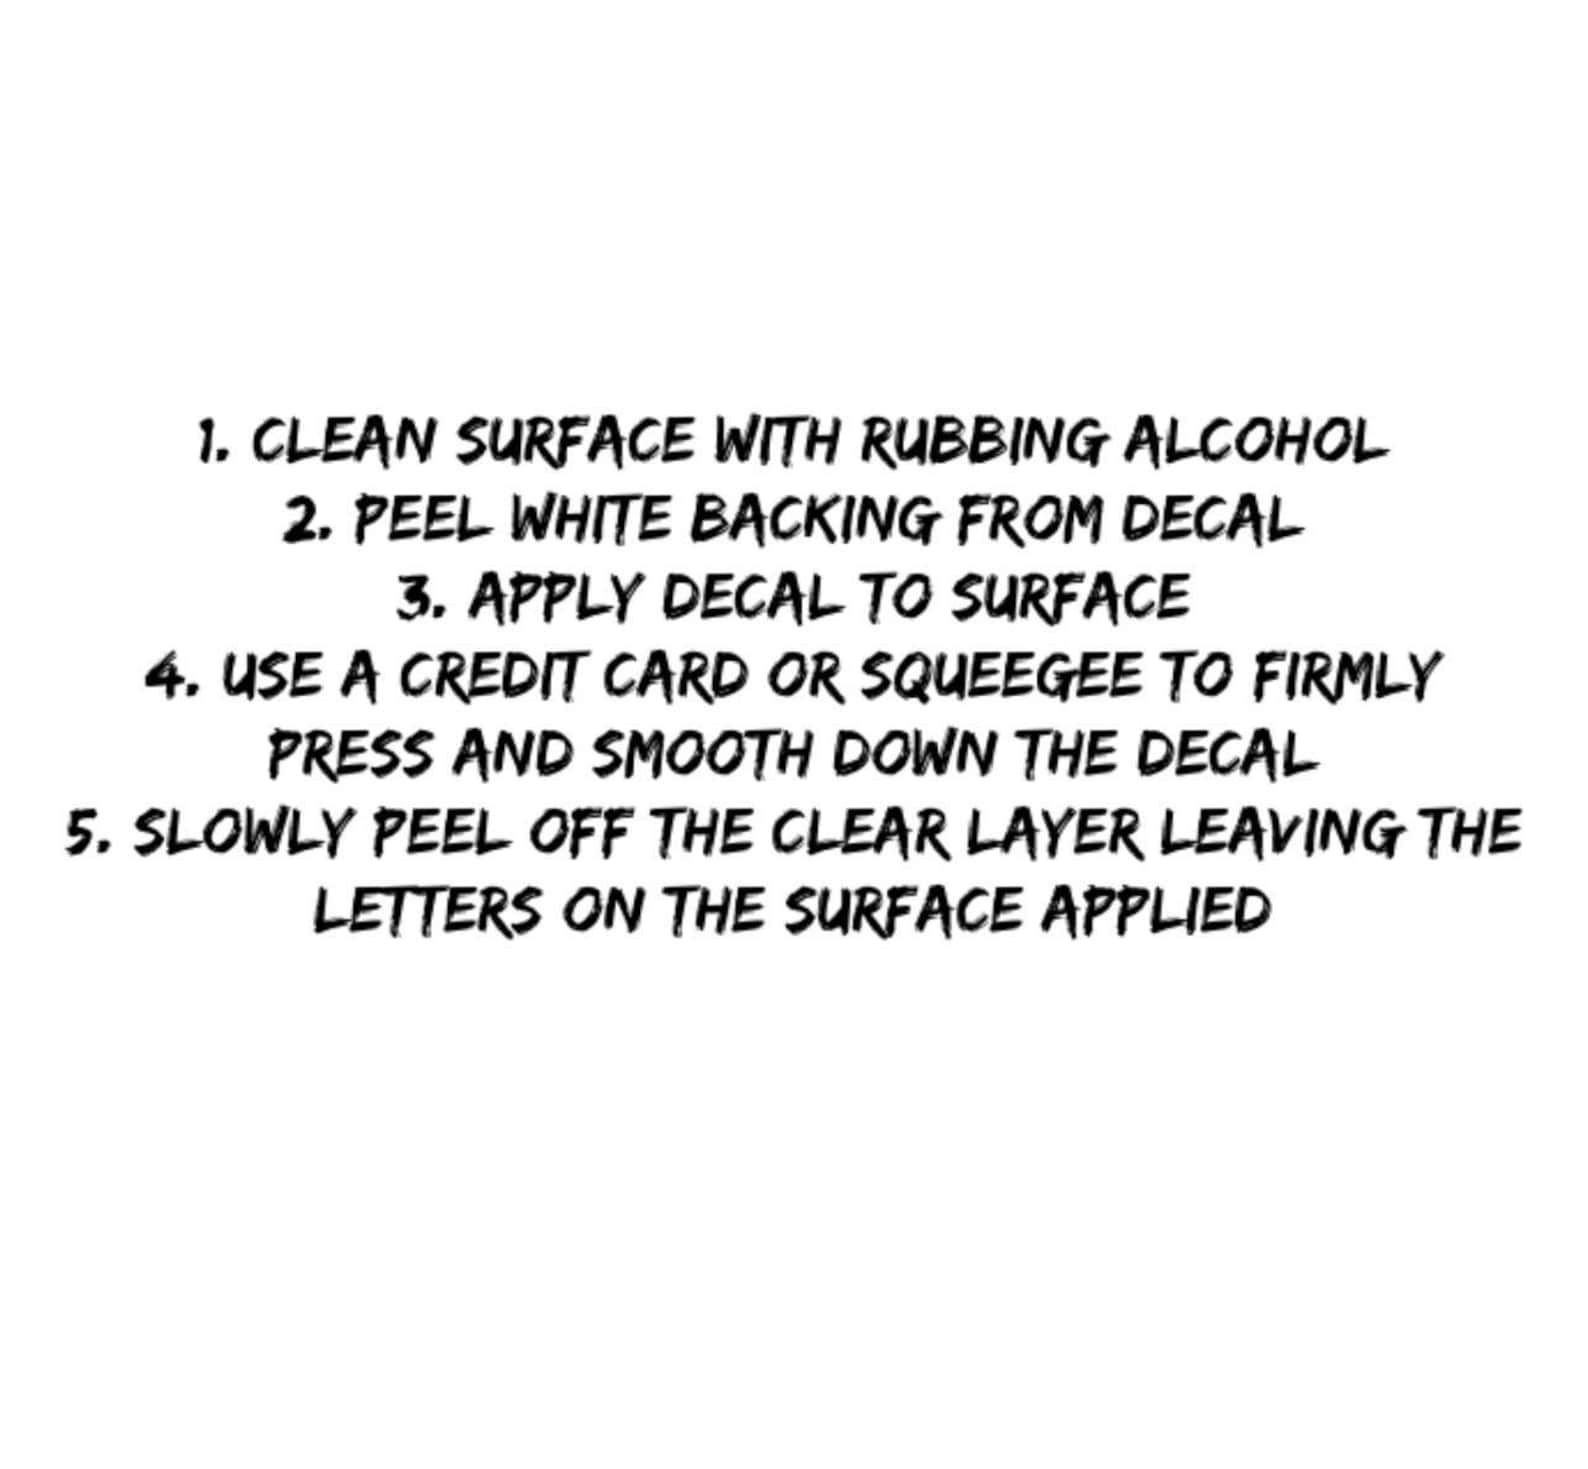 1. CLEAN SURFACE WITH RUBBING ALCOHOL
2. PEEL WHITE BACKING FROM DECAL
3. APPLY DECAL TO SURFACE
4. USE A CREDIT CARD OR SQUEEGEE TO FIRMLY
PRESS AND SMOOTH DOWN THE DECAL
5. SLOWLY PEEL OFF THE CLEAR LAYER LEAVING THE
LETTERS ON THE SURFACE APPLIED